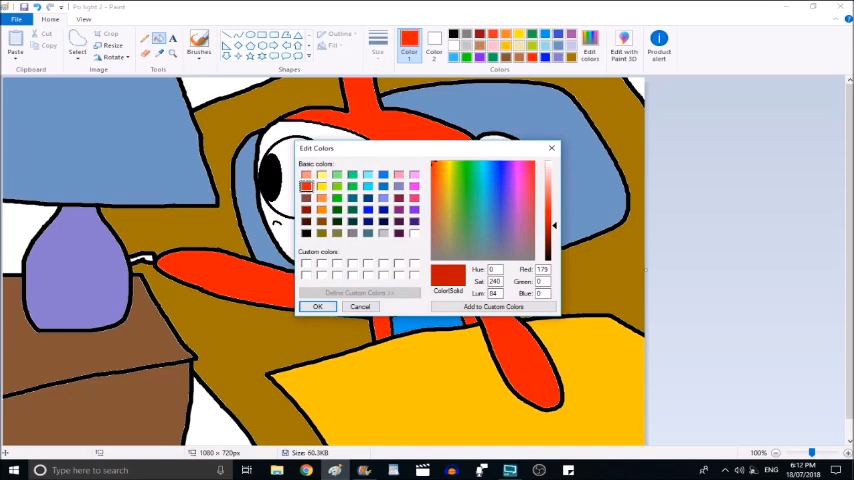 Po light 2 - Paint
File
Home
View
Paste
Cut
Copy
Clipboard
Select
Crop
Resize
Rotate
Image
A
Tools
Brushes
Outline
Fill
Shapes
Size
Color
1
Color
2
Edit
colors
Colors
Edit with
Paint 3D
Product
alert
Edit Colors
Basic colors:
Custom colors:
Define Custom Colors >>
OK
Cancel
Color|Solid
Hue: 0
Sat: 240
Lum: 84
Red: 179
Green: 0
Blue: 0
Add to Custom Colors
1080 × 720px
Size: 60.3KB
100%
Type here to search
ENG
6:12 PM
18/07/2018